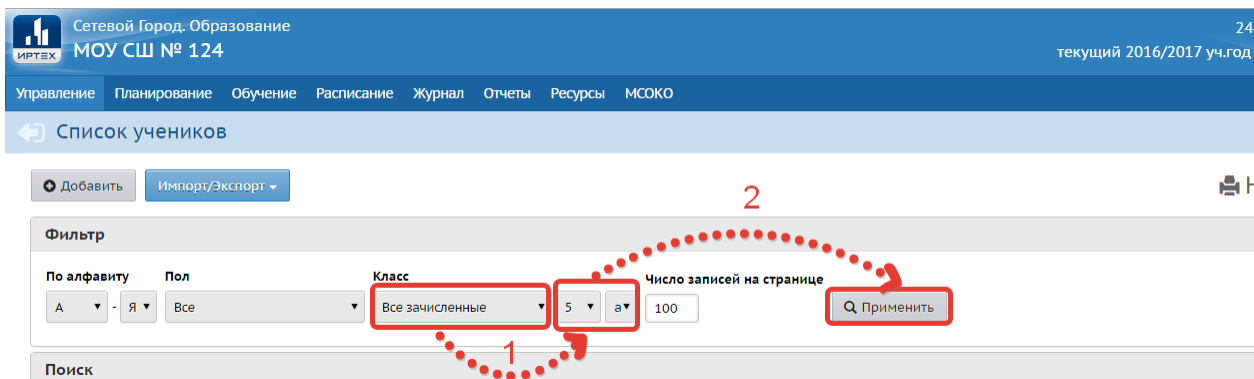 Сетевой Город. Образование
24
ИРТЕХ МОУ СШ № 124
текущий 2016/2017 уч.год
Управление Планирование Обучение Расписание Журнал Отчеты Ресурсы МСОКО
Список учеников
Добавить Импорт/Экспорт
2
Н
Фильтр
По алфавиту Пол Класс Число записей на странице
А - Я Все Все зачисленные 5 а 100 Применить
1
Поиск